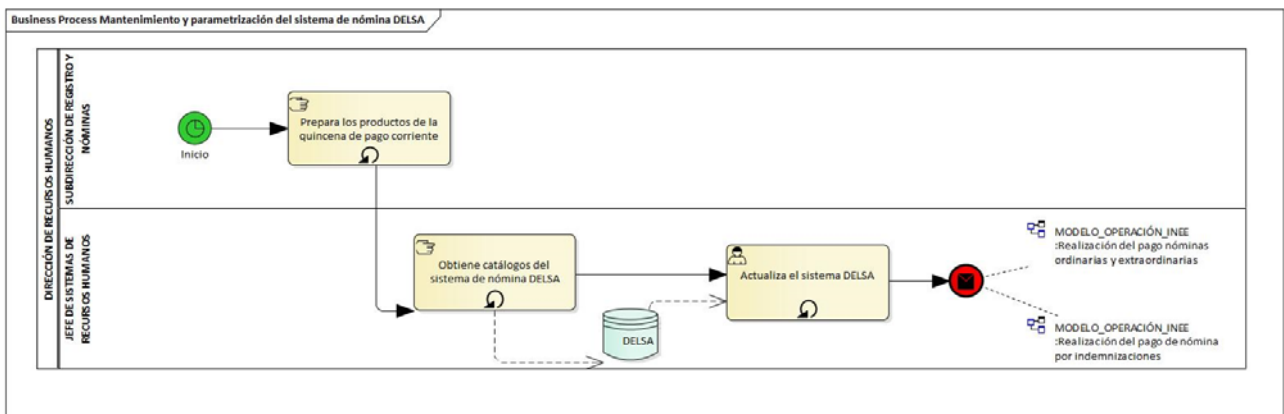 Business Process Mantenimiento y parametrización del sistema de nómina DELSA
DIRECCIÓN DE RECURSOS HUMANOS
SUBDIRECCIÓN DE REGISTRO Y
NÓMINAS
Inicio
Prepara los productos de la
quincena de pago corriente
JEFE DE SISTEMAS DE
RECURSOS HUMANOS
Obtiene catálogos del
sistema de nómina DELSA
DELSA
Actualiza el sistema DELSA
MODELO_OPERACIÓN_INEE
:Realización del pago nóminas
ordinarias y extraordinarias
MODELO_OPERACIÓN_INEE
:Realización del pago de nómina
por indemnizaciones